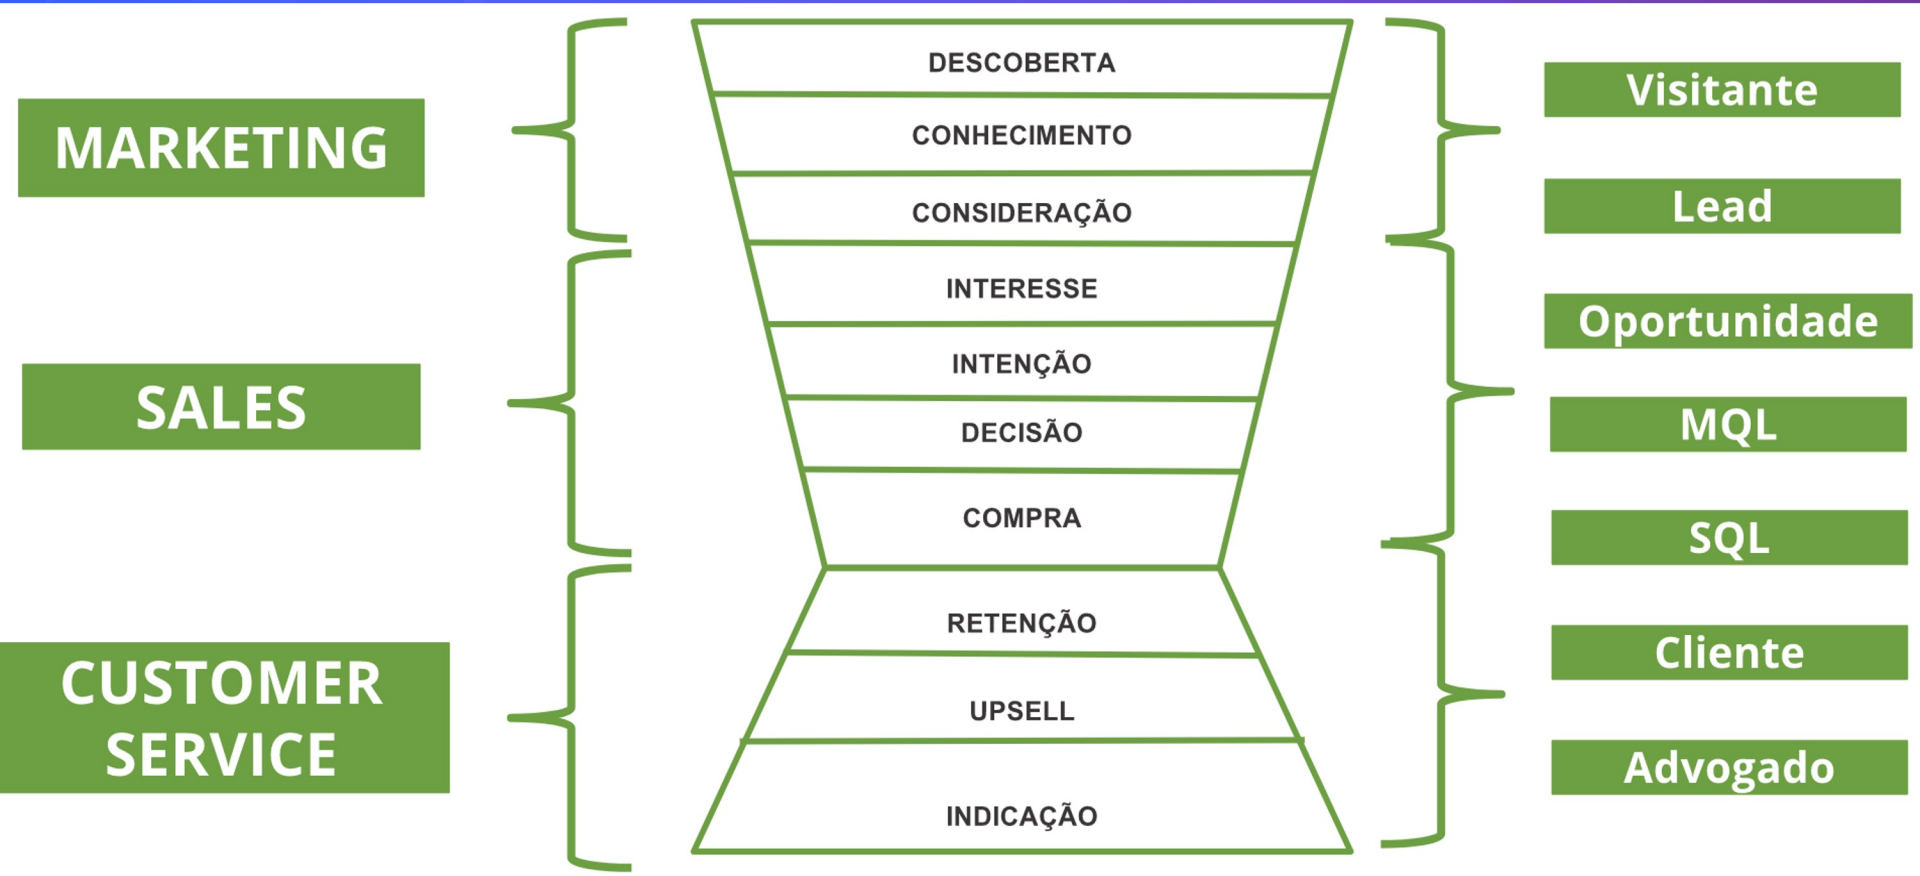 MARKETING
SALES
CUSTOMER
SERVICE
DESCOBERTA
CONHECIMENTO
CONSIDERAÇÃO
INTERESSE
INTENÇÃO
DECISÃO
COMPRA
RETENÇÃO
UPSELL
INDICAÇÃO
Visitante
Lead
Oportunidade
MQL
SQL
Cliente
Advogado